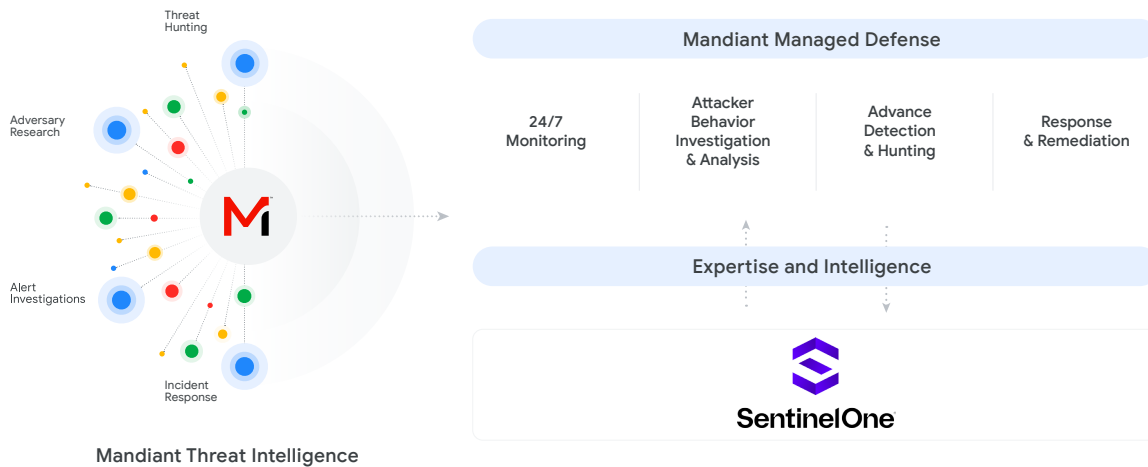 Threat
Hunting
Adversary
Research
Alert
Investigations
Incident
Response
Mandiant Threat Intelligence
Mandiant Managed Defense
24/7
Monitoring
Attacker
Behavior
Investigation
& Analysis
Advance
Detection
& Hunting
Response
& Remediation
Expertise and Intelligence
SentinelOne